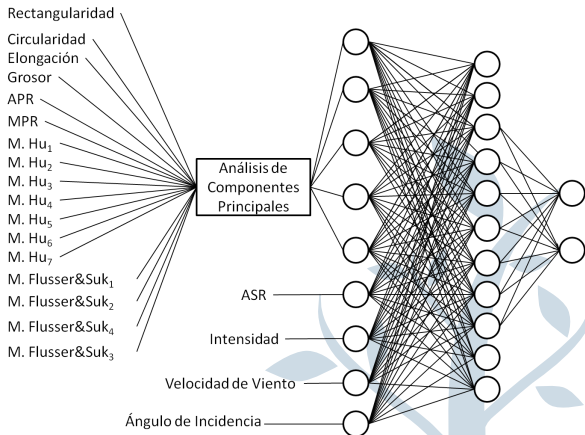 Rectangularidad
Circularidad
Elongación
Grosor
APR
MPR
M. Hu₁
M. Hu₂
M. Hu₃
M. Hu₄
M. Hu₅
M. Hu₆
M. Hu₇
M. Flusser&Suk₁
M. Flusser&Suk₂
M. Flusser&Suk₄
M. Flusser&Suk₃
Análisis de
Componentes
Principales
ASR
Intensidad
Velocidad de Viento
Ángulo de Incidencia